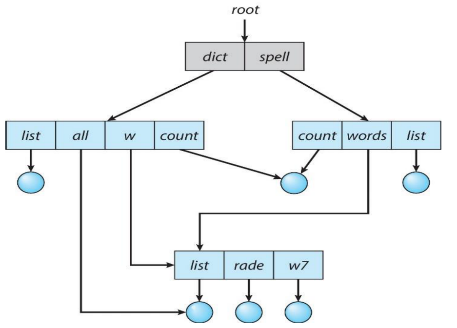 root
dict spell
list all w count
count words list
list rade w7